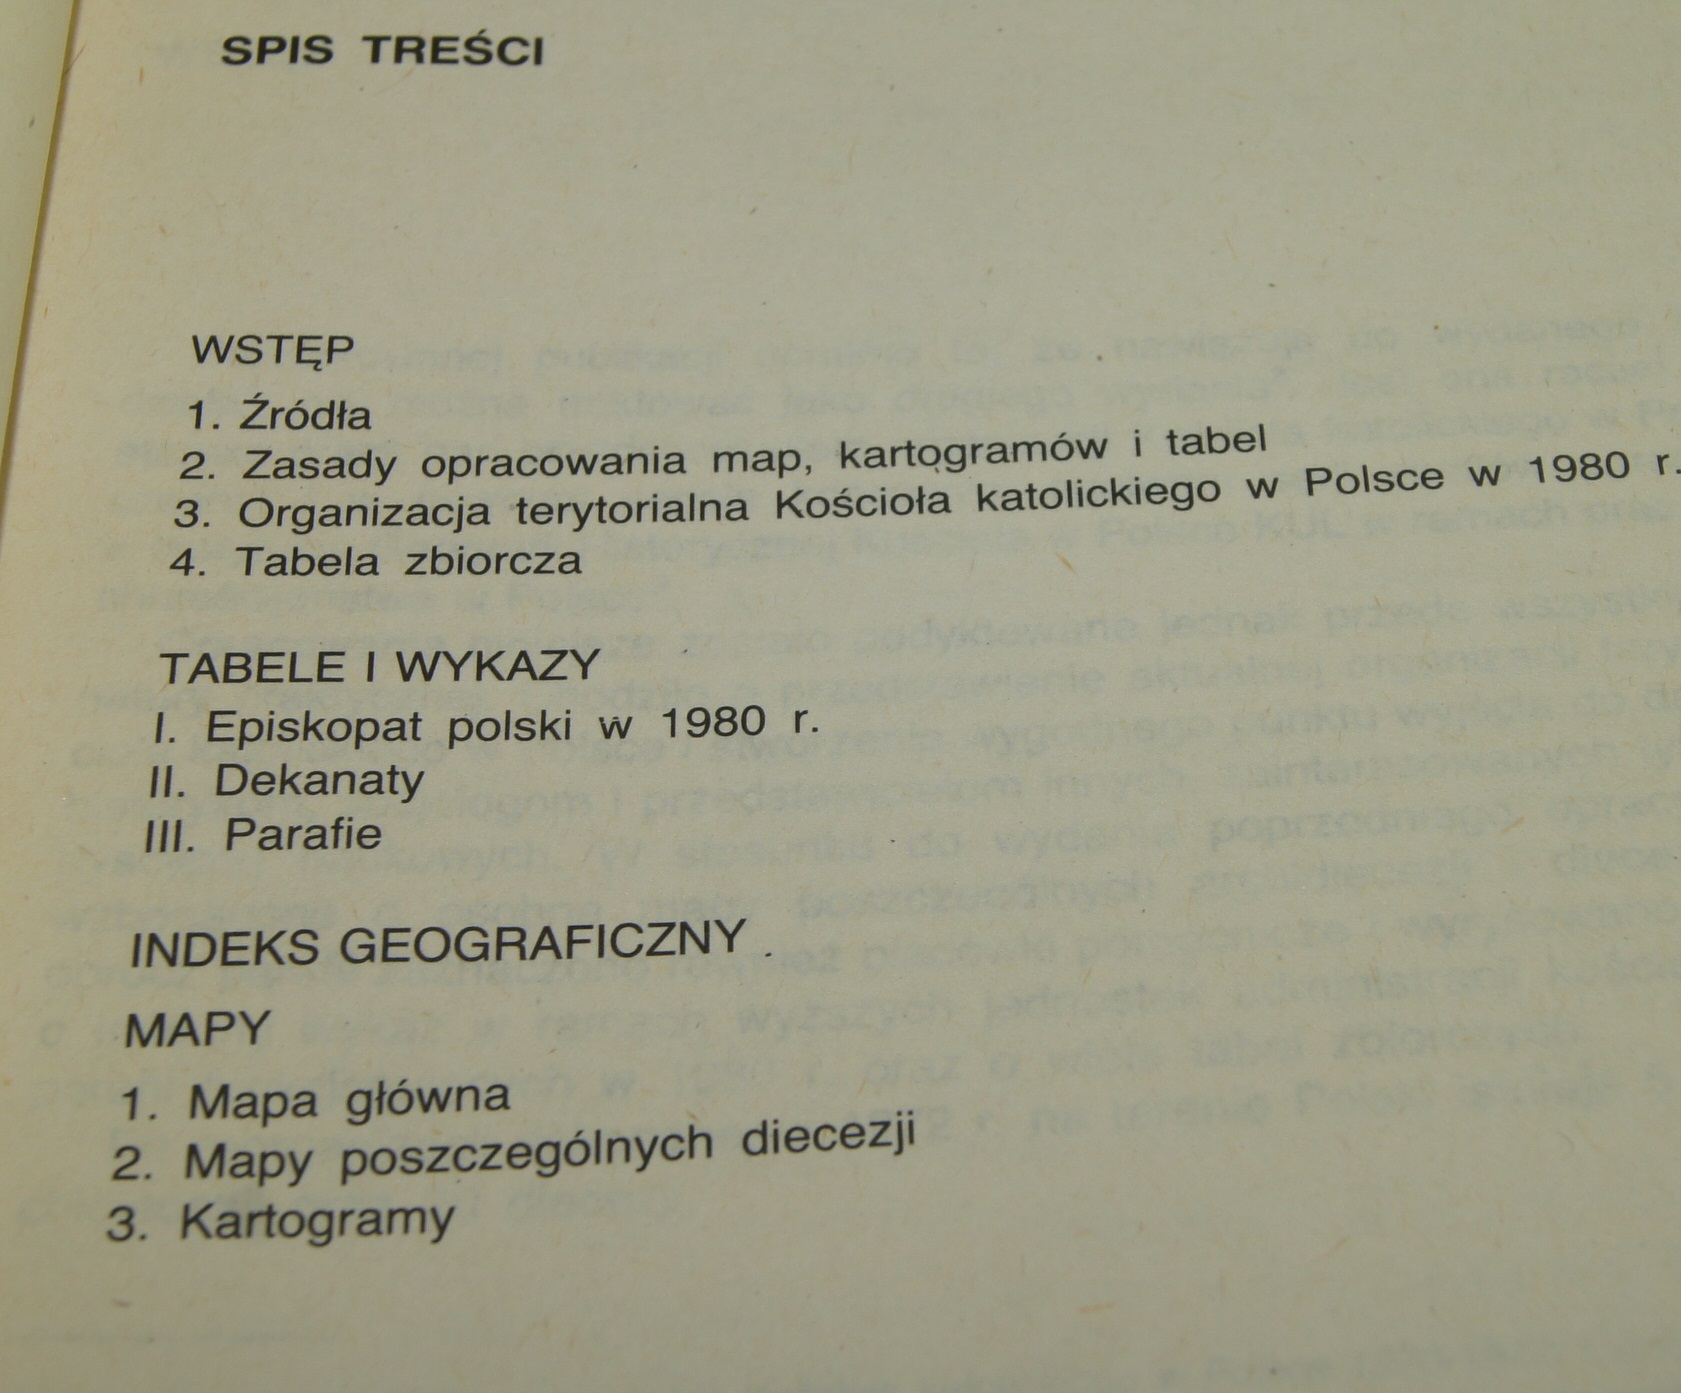 SPIS TREŚCI
WSTĘP
1. Źródła
2. Zasady opracowania map, kartogramów i tabel
3. Organizacja terytorialna Kościoła katolickiego w Polsce w 1980 r.
4. Tabela zbiorcza
TABELE I WYKAZY
I. Episkopat polski w 1980 r.
II. Dekanaty
III. Parafie
INDEKS GEOGRAFICZNY .
MAPY
1. Mapa główna
2. Mapy poszczególnych diecezji
3. Kartogramy